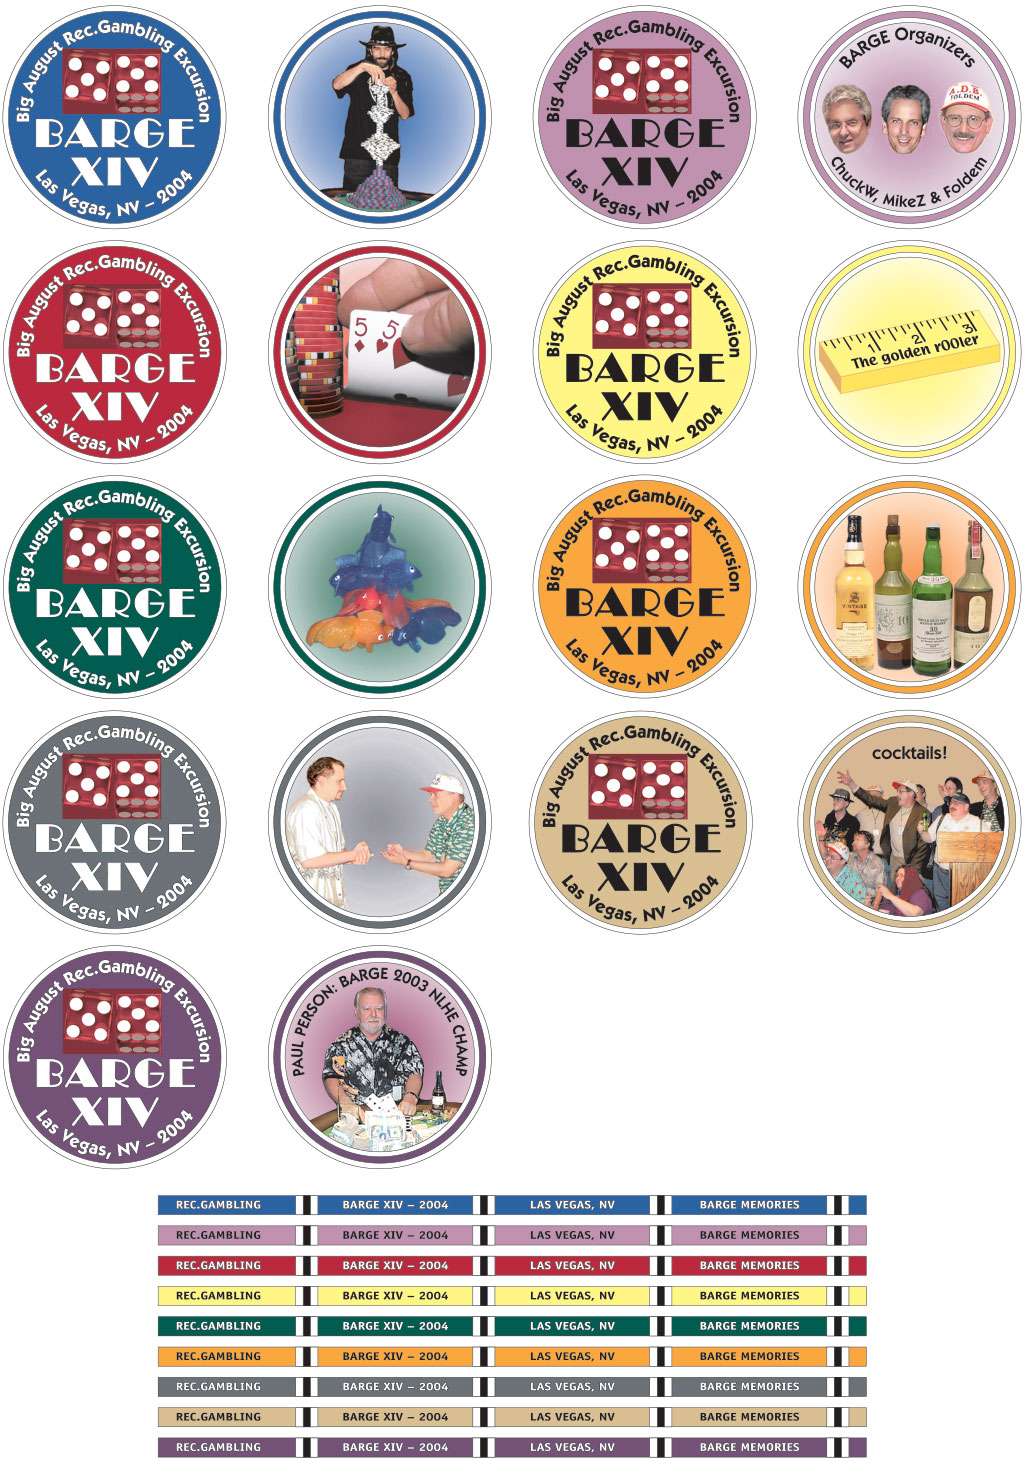 Big August Rec.Gambling Excursion
BARGE
XIV
Las Vegas, NV – 2004
Big August Rec.Gambling Excursion
BARGE
XIV
Las Vegas, NV – 2004
BARGE Organizers
A.D.B.
FOLDEM
ChuckW, MikeZ & Foldem
Big August Rec.Gambling Excursion
BARGE
XIV
Las Vegas, NV – 2004
5 5
Big August Rec.Gambling Excursion
BARGE
XIV
Las Vegas, NV – 2004
1 2 3
The golden r00ler
Big August Rec.Gambling Excursion
BARGE
XIV
Las Vegas, NV – 2004
Big August Rec.Gambling Excursion
BARGE
XIV
Las Vegas, NV – 2004
VINTAGE
10
30
Big August Rec.Gambling Excursion
BARGE
XIV
Las Vegas, NV – 2004
Big August Rec.Gambling Excursion
BARGE
XIV
Las Vegas, NV – 2004
cocktails!
Big August Rec.Gambling Excursion
BARGE
XIV
Las Vegas, NV – 2004
PAUL PERSON: BARGE 2003 NLHE CHAMP
REC.GAMBLING BARGE XIV – 2004 LAS VEGAS, NV BARGE MEMORIES
REC.GAMBLING BARGE XIV – 2004 LAS VEGAS, NV BARGE MEMORIES
REC.GAMBLING BARGE XIV – 2004 LAS VEGAS, NV BARGE MEMORIES
REC.GAMBLING BARGE XIV – 2004 LAS VEGAS, NV BARGE MEMORIES
REC.GAMBLING BARGE XIV – 2004 LAS VEGAS, NV BARGE MEMORIES
REC.GAMBLING BARGE XIV – 2004 LAS VEGAS, NV BARGE MEMORIES
REC.GAMBLING BARGE XIV – 2004 LAS VEGAS, NV BARGE MEMORIES
REC.GAMBLING BARGE XIV – 2004 LAS VEGAS, NV BARGE MEMORIES
REC.GAMBLING BARGE XIV – 2004 LAS VEGAS, NV BARGE MEMORIES